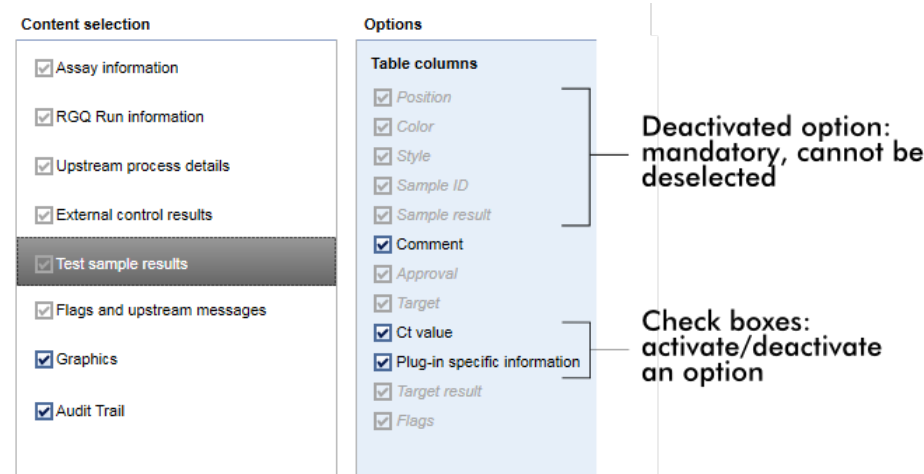 Content selection
Assay information
RGQ Run information
Upstream process details
External control results
Test sample results
Flags and upstream messages
Graphics
Audit Trail
Options
Table columns
Position
Color
Style
Sample ID
Sample result
Comment
Approval
Target
Ct value
Plug-in specific information
Target result
Flags
Deactivated option:
mandatory, cannot be
deselected
Check boxes:
activate/deactivate
an option